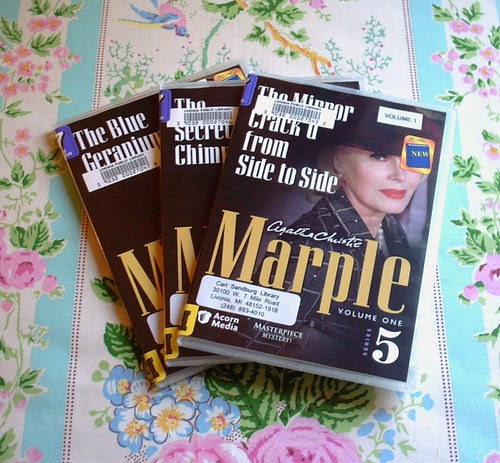 The Blue
Geranium
The
Secret
Chim
The Mirror
Crack'd
from
Side to Side
VOLUME 1
NEW
Agatha Christie
Marple
VOLUME ONE
SERIES
5
Carl Sandburg Library
30100 W. 7 Mile Road
Livonia, MI 48152-1918
(248) 893-4010
Acorn
Media
MASTERPIECE
MYSTERY!
M
M